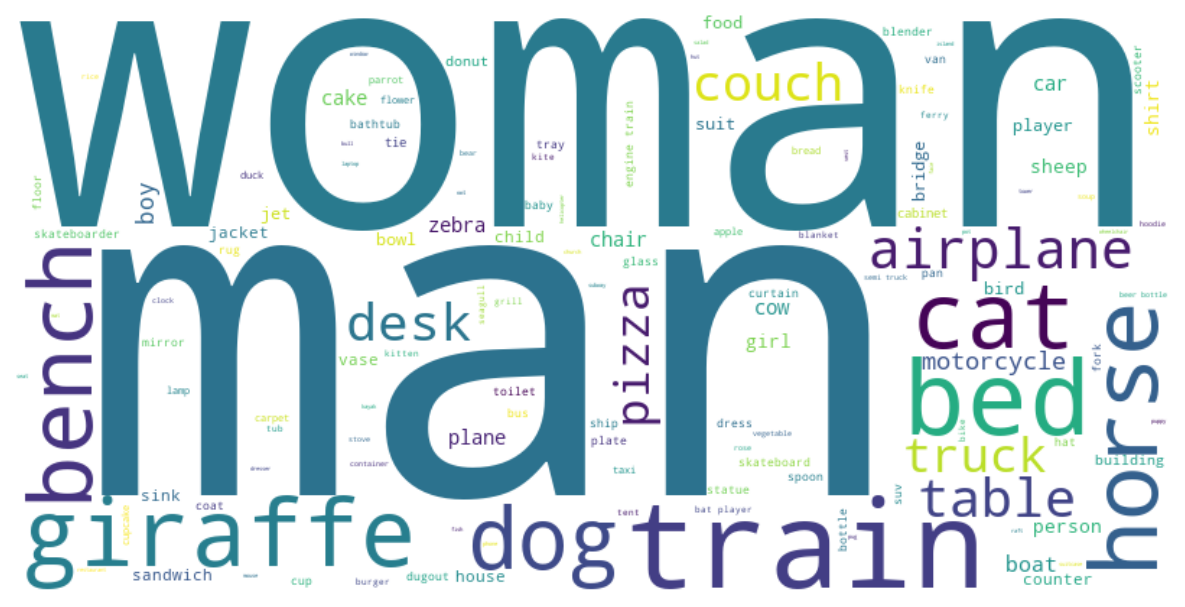 woman
man
food
blender
van
donut
couch
car
scooter
shirt
knife
parrot
cake
flower
bathtub
tie
suit
ferry
player
tray
kite
engine train
bread
bridge
sheep
duck
boy
floor
baby
jet
cabinet
skateboarder
jacket
zebra
bowl
child
chair
apple
blanket
hoodie
rug
glass
airplane
bench
semi truck
pan
bird
beer bottle
clock
seagull
grill
curtain
cow
cat
desk
pizza
horse
mirror
vase
kitten
girl
motorcycle
fork
bed
lamp
toilet
carpet
tub
bus
plane
ship
plate
dress
vegetable
rose
bike
hat
truck
stove
container
taxi
skateboard
spoon
building
statue
sink
coat
suv
table
cupcake
giraffe
dog
train
tent
bat player
bottle
person
sandwich
cup
burger
dugout
house
boat
counter